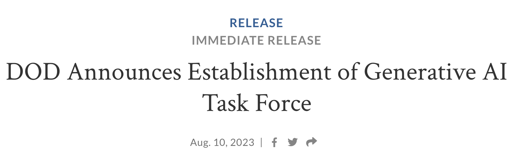 RELEASE
IMMEDIATE RELEASE
DOD Announces Establishment of Generative AI
Task Force
Aug. 10, 2023 |